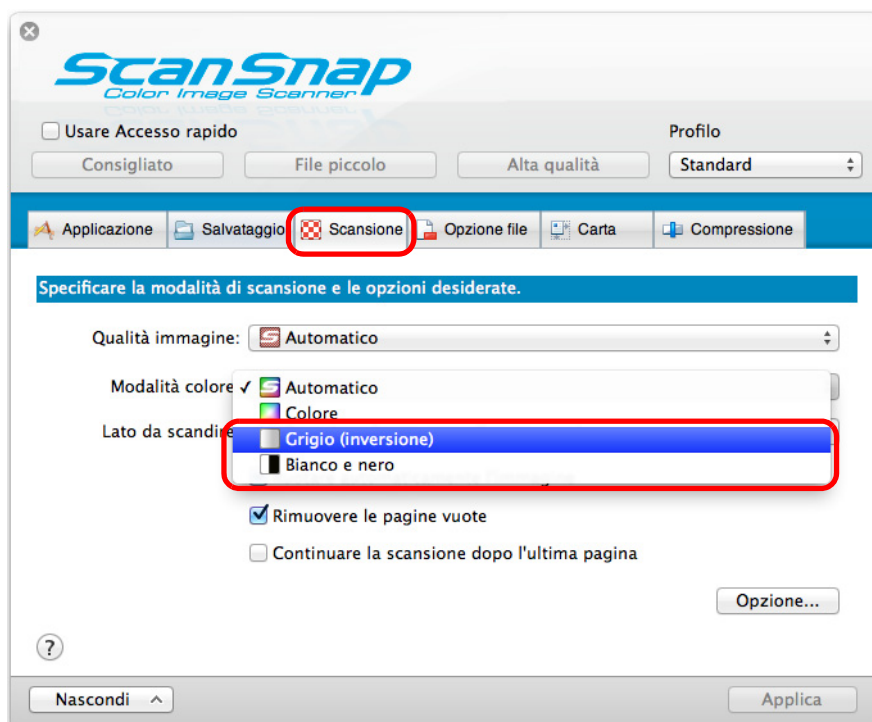 ScanSnap
Color Image Scanner
Usare Accesso rapido
Profilo
Consigliato File piccolo Alta qualità Standard
Applicazione Salvataggio Scansione Opzione file Carta Compressione
Specificare la modalità di scansione e le opzioni desiderate.
Qualità immagine: Automatico
Modalità colore ✓ Automatico
Colore
Lato da scandire
Grigio (inversione)
Bianco e nero
Rimuovere le pagine vuote
Continuare la scansione dopo l'ultima pagina
Opzione...
?
Nascondi Applica